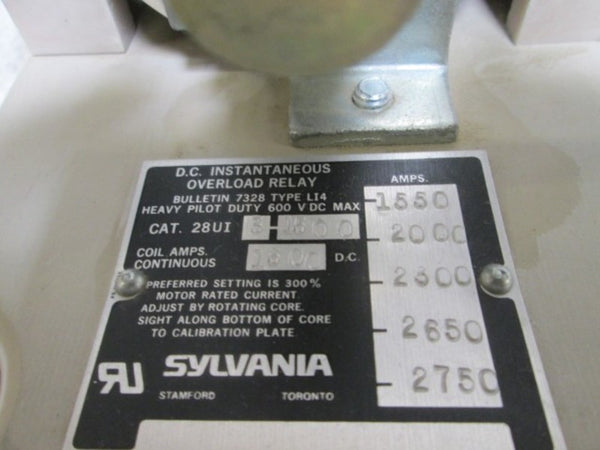 D.C. INSTANTANEOUS
OVERLOAD RELAY
BULLETIN 7328 TYPE LI4
HEAVY PILOT DUTY 600 V DC MAX
CAT. 28UI
COIL AMPS.
CONTINUOUS
D.C.
PREFERRED SETTING IS 300%
MOTOR RATED CURRENT.
ADJUST BY ROTATING CORE.
SIGHT ALONG BOTTOM OF CORE
TO CALIBRATION PLATE.
RU SYLVANIA
STAMFORD TORONTO
AMPS.
1550
2000
2300
2650
2750